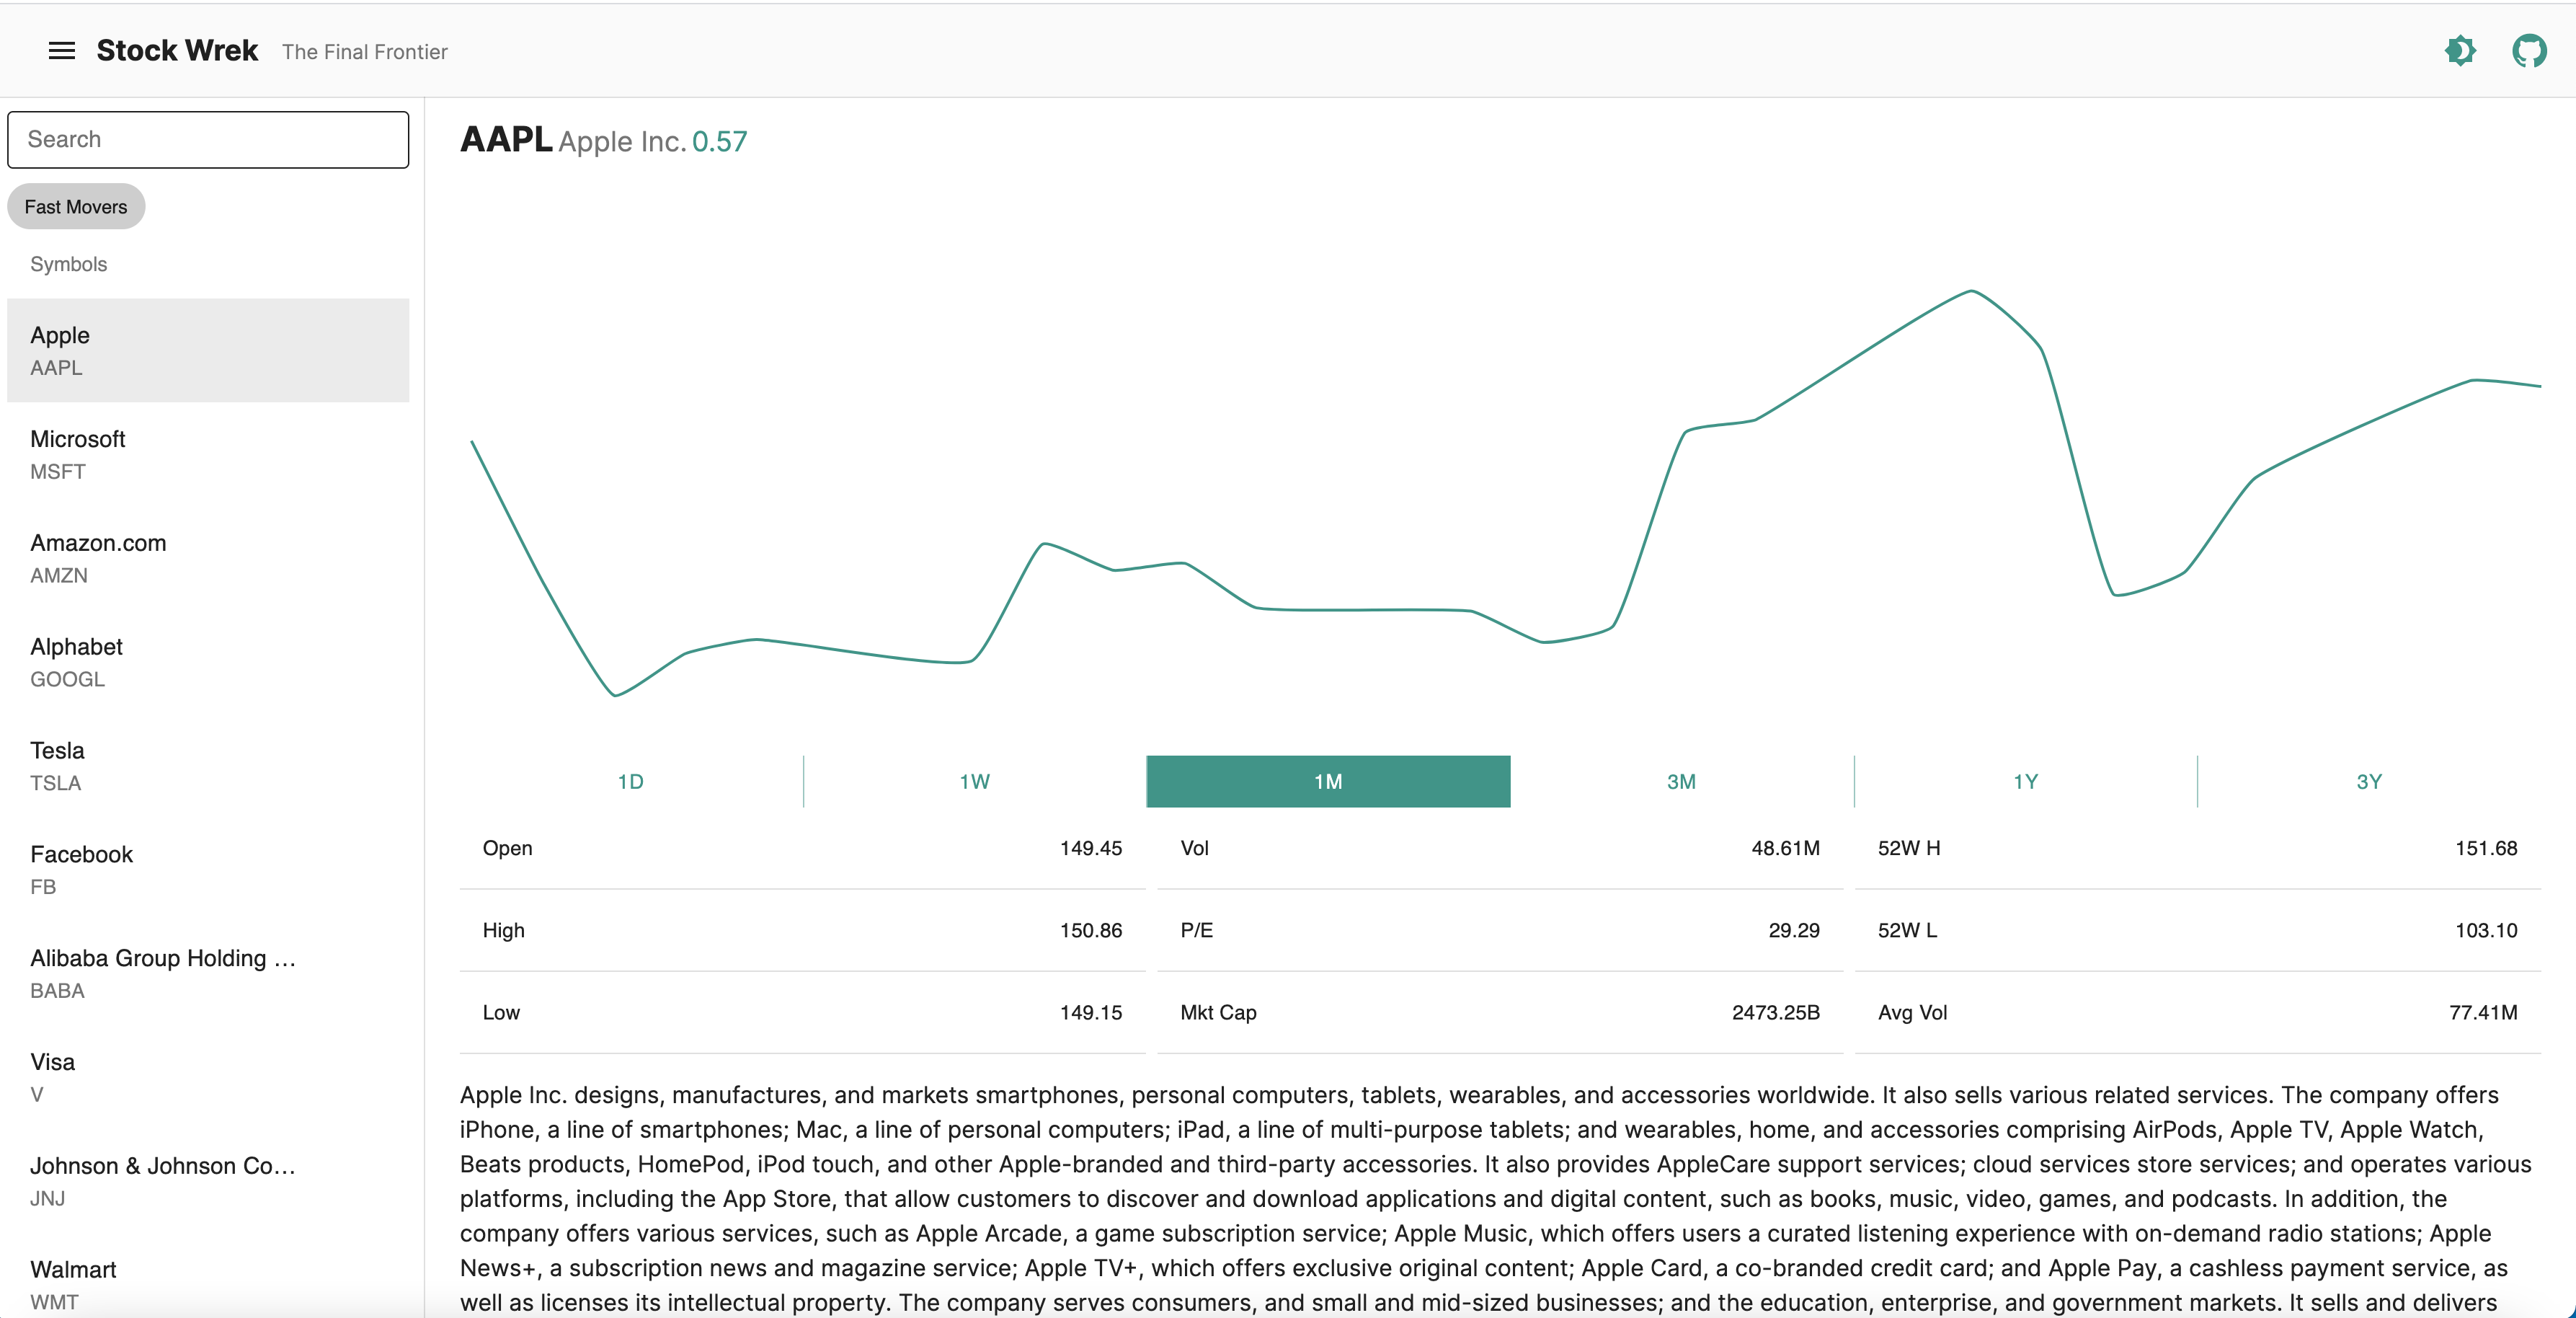 Stock Wrek The Final Frontier
Search
Fast Movers
Symbols
Apple
AAPL
Microsoft
MSFT
Amazon.com
AMZN
Alphabet
GOOGL
Tesla
TSLA
Facebook
FB
Alibaba Group Holding ...
BABA
Visa
V
Johnson & Johnson Co...
JNJ
Walmart
WMT
AAPL Apple Inc. 0.57
1D 1W 1M 3M 1Y 3Y
Open 149.45 Vol 48.61M 52W H 151.68
High 150.86 P/E 29.29 52W L 103.10
Low 149.15 Mkt Cap 2473.25B Avg Vol 77.41M
Apple Inc. designs, manufactures, and markets smartphones, personal computers, tablets, wearables, and accessories worldwide. It also sells various related services. The company offers
iPhone, a line of smartphones; Mac, a line of personal computers; iPad, a line of multi-purpose tablets; and wearables, home, and accessories comprising AirPods, Apple TV, Apple Watch,
Beats products, HomePod, iPod touch, and other Apple-branded and third-party accessories. It also provides AppleCare support services; cloud services store services; and operates various
platforms, including the App Store, that allow customers to discover and download applications and digital content, such as books, music, video, games, and podcasts. In addition, the
company offers various services, such as Apple Arcade, a game subscription service; Apple Music, which offers users a curated listening experience with on-demand radio stations; Apple
News+, a subscription news and magazine service; Apple TV+, which offers exclusive original content; Apple Card, a co-branded credit card; and Apple Pay, a cashless payment service, as
well as licenses its intellectual property. The company serves consumers, and small and mid-sized businesses; and the education, enterprise, and government markets. It sells and delivers